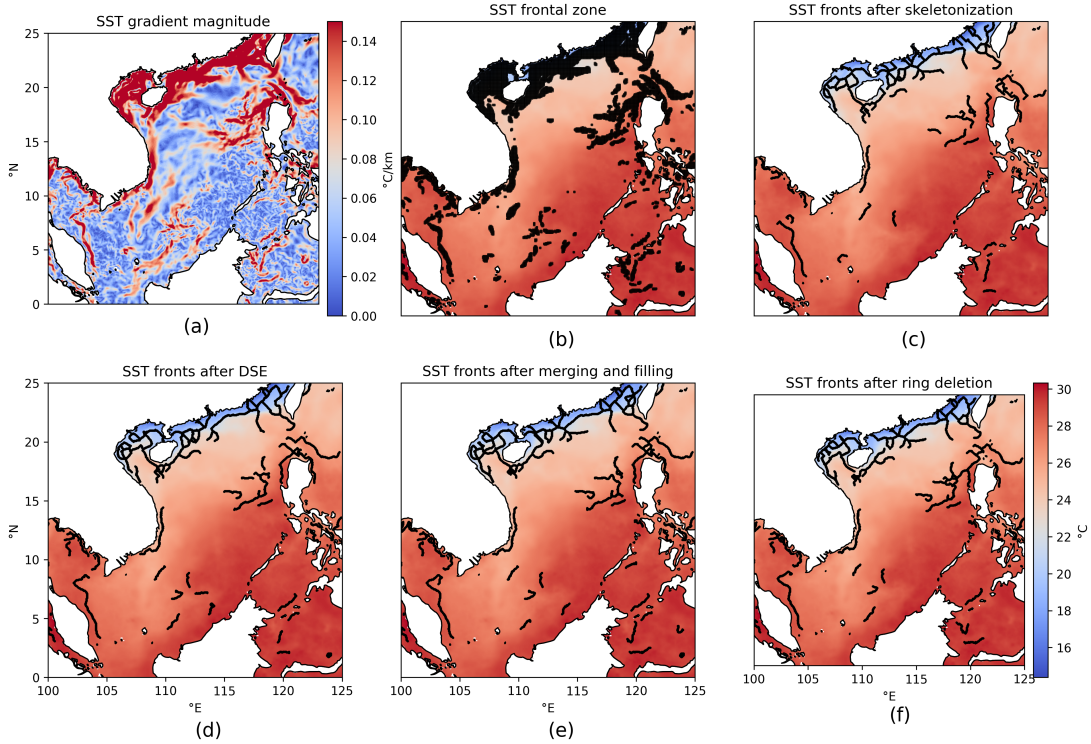 SST gradient magnitude
25
20
15
10
5
0
°N
0.14
0.12
0.10
0.08
0.06
0.04
0.02
0.00
°C/km
(a)
SST frontal zone
(b)
SST fronts after skeletonization
(c)
SST fronts after DSE
25
20
15
10
5
0
°N
100 105 110 115 120 125
°E
(d)
SST fronts after merging and filling
100 105 110 115 120 125
°E
(e)
SST fronts after ring deletion
100 105 110 115 120 125
°E
(f)
30
28
26
24
22
20
18
16
°C